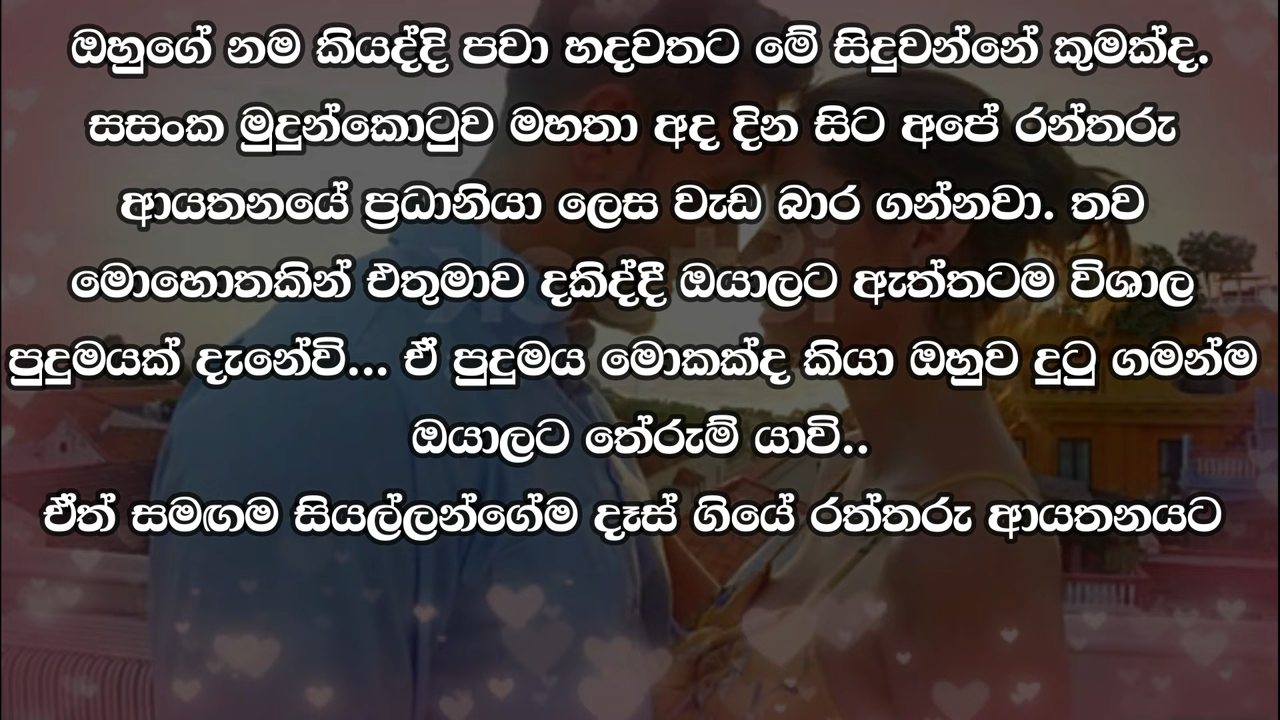 ඔහුගේ නම කියද්දි පවා හදවතට මේ සිදුවන්නේ කුමක්ද.
සසංක මුදුන්කොටුව මහතා අද දින සිට අපේ රන්තරු
ආයතනයේ ප්‍රධානියා ලෙස වැඩ බාර ගන්නවා. තව
මොහොතකින් එතුමාව දකිද්දී ඔයාලට ඇත්තටම විශාල
පුදුමයක් දැනේවි... ඒ පුදුමය මොකක්ද කියා ඔහුව දුටු ගමන්ම
ඔයාලට තේරුම් යාවි..
ඒත් සමඟම සියල්ලන්ගේම දෑස් ගියේ රත්තරු ආයතනයට